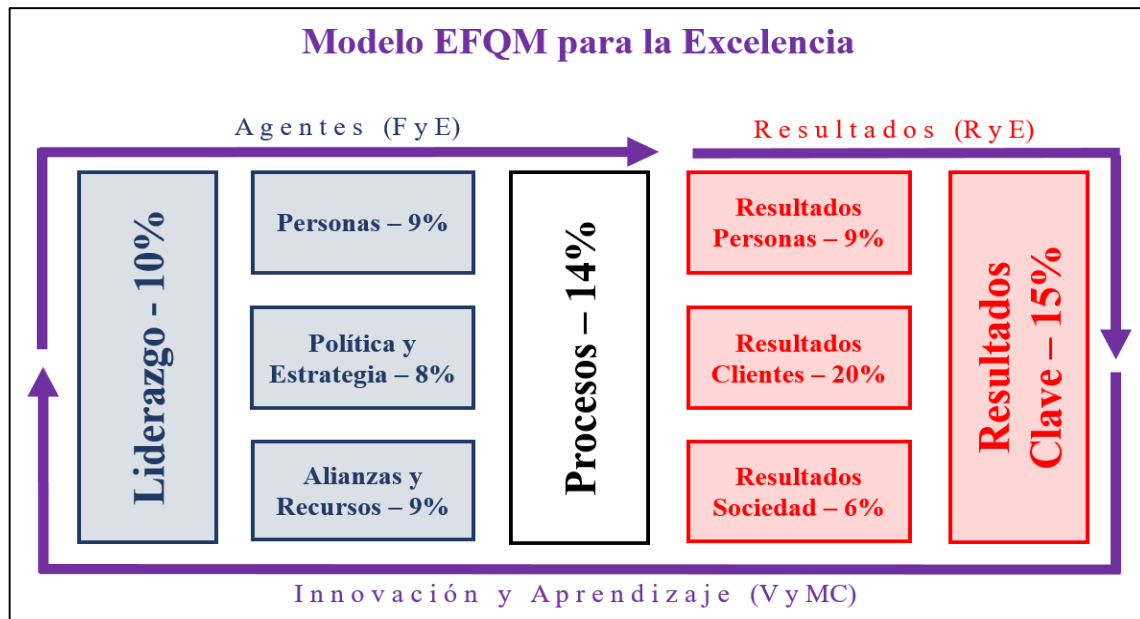 Modelo EFQM para la Excelencia
Agentes (FyE)
Resultados (RyE)
Liderazgo - 10%
Personas – 9%
Política y
Estrategia – 8%
Alianzas y
Recursos – 9%
Procesos – 14%
Resultados
Personas – 9%
Resultados
Clientes – 20%
Resultados
Sociedad – 6%
Resultados
Clave – 15%
Innovación y Aprendizaje (VyMC)